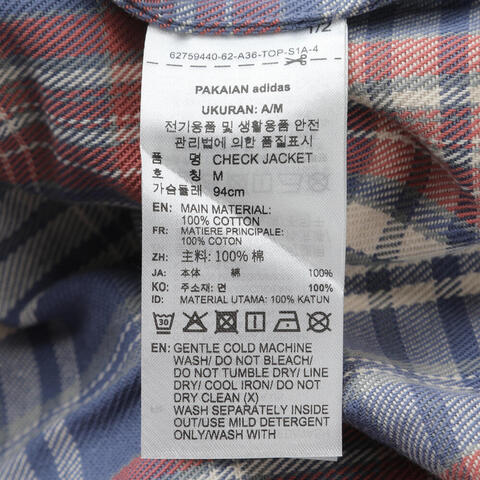 1/2
62759440-62-A36-TOP-S1A-4
PAKAIAN adidas
UKURAN: A/M
전기용품 및 생활용품 안전
관리법에 의한 품질표시
품 명 CHECK JACKET
호 칭 M
가슴둘레 94cm
EN: MAIN MATERIAL:
100% COTTON
FR: MATIERE PRINCIPALE:
100% COTON
ZH: 主料: 100% 棉
JA: 本体 綿 100%
KO: 주소재: 면 100%
ID: MATERIAL UTAMA: 100% KATUN
30
EN: GENTLE COLD MACHINE
WASH/ DO NOT BLEACH/
DO NOT TUMBLE DRY/ LINE
DRY/ COOL IRON/ DO NOT
DRY CLEAN (X)
WASH SEPARATELY INSIDE
OUT/USE MILD DETERGENT
ONLY/WASH WITH